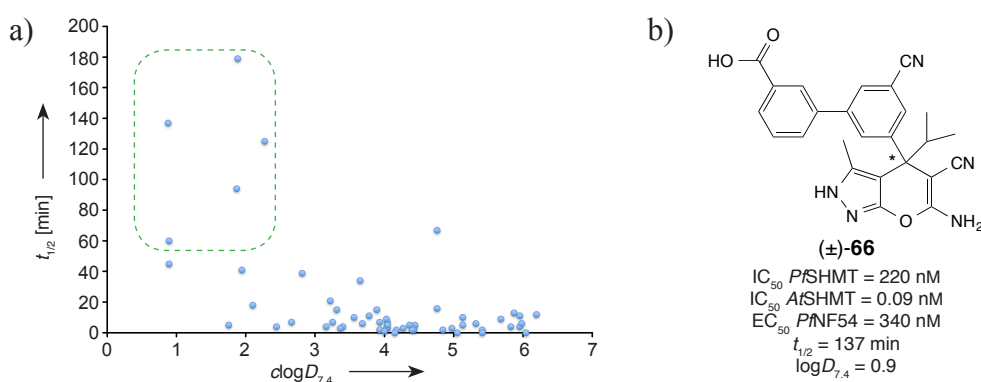 a)
200
180
160
140
120
100
80
60
40
20
0
t1/2 [min]
0 1 2 3 4 5 6 7
clogD7.4
b)
O
HO
CN
*
CN
HN
N
O
NH2
(±)-66
IC50 PfSHMT = 220 nM
IC50 AtSHMT = 0.09 nM
EC50 PfNF54 = 340 nM
t1/2 = 137 min
logD7.4 = 0.9